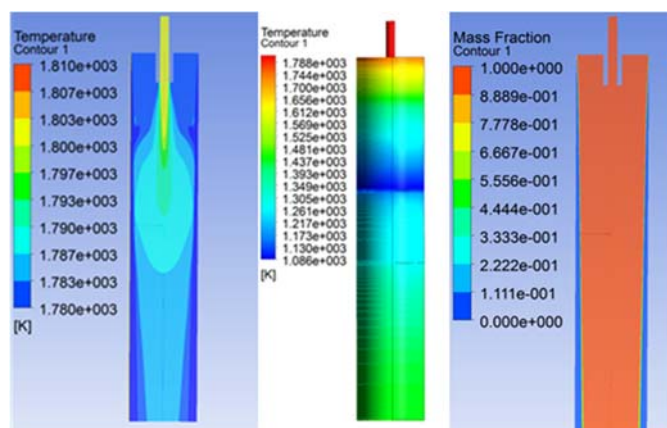 Temperature
Contour 1
1.810e+003
1.807e+003
1.803e+003
1.800e+003
1.797e+003
1.793e+003
1.790e+003
1.787e+003
1.783e+003
1.780e+003
[K]
Temperature
Contour 1
1.788e+003
1.744e+003
1.700e+003
1.656e+003
1.612e+003
1.569e+003
1.525e+003
1.481e+003
1.437e+003
1.393e+003
1.349e+003
1.305e+003
1.261e+003
1.217e+003
1.173e+003
1.130e+003
1.086e+003
[K]
Mass Fraction
Contour 1
1.000e+000
8.889e-001
7.778e-001
6.667e-001
5.556e-001
4.444e-001
3.333e-001
2.222e-001
1.111e-001
0.000e+000